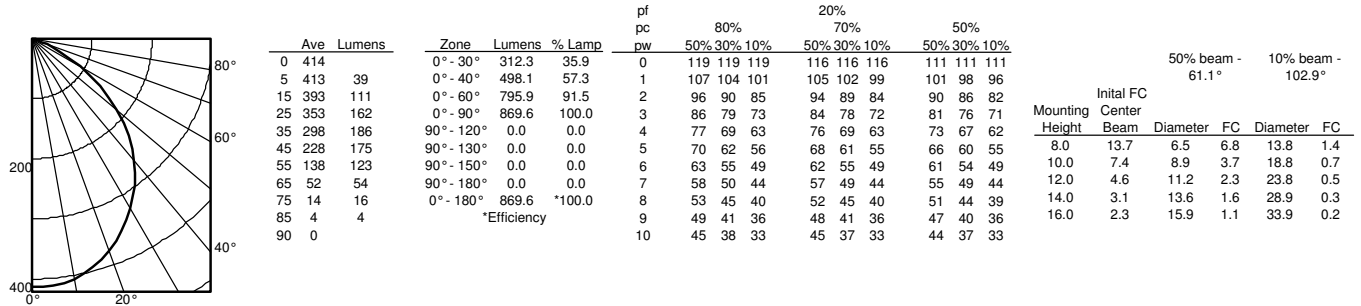 80°
60°
40°
20°
0°
200
400
Ave Lumens
0 414
5 413 39
15 393 111
25 353 162
35 298 186
45 228 175
55 138 123
65 52 54
75 14 16
85 4 4
90 0
Zone Lumens % Lamp
0°- 30° 312.3 35.9
0°- 40° 498.1 57.3
0°- 60° 795.9 91.5
0°- 90° 869.6 100.0
90°- 120° 0.0 0.0
90°- 130° 0.0 0.0
90°- 150° 0.0 0.0
90°- 180° 0.0 0.0
0°- 180° 869.6 *100.0
*Efficiency
pf 20%
pc 80% 70% 50%
pw 50% 30% 10% 50% 30% 10% 50% 30% 10%
0 119 119 119 116 116 116 111 111 111
1 107 104 101 105 102 99 101 98 96
2 96 90 85 94 89 84 90 86 82
3 86 79 73 84 78 72 81 76 71
4 77 69 63 76 69 63 73 67 62
5 70 62 56 68 61 55 66 60 55
6 63 55 49 62 55 49 61 54 49
7 58 50 44 57 49 44 55 49 44
8 53 45 40 52 45 40 51 44 39
9 49 41 36 48 41 36 47 40 36
10 45 38 33 45 37 33 44 37 33
50% beam - 10% beam -
61.1° 102.9°
Inital FC
Mounting Center
Height Beam Diameter FC Diameter FC
8.0 13.7 6.5 6.8 13.8 1.4
10.0 7.4 8.9 3.7 18.8 0.7
12.0 4.6 11.2 2.3 23.8 0.5
14.0 3.1 13.6 1.6 28.9 0.3
16.0 2.3 15.9 1.1 33.9 0.2